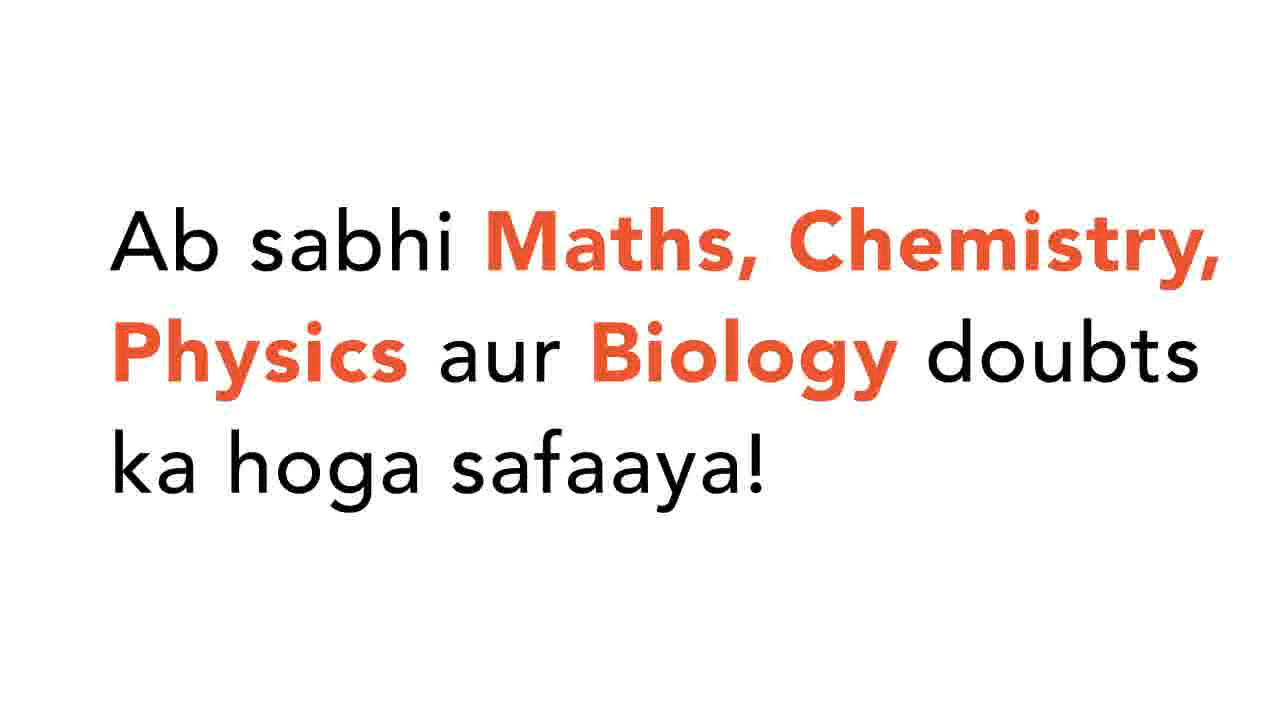 Ab sabhi Maths, Chemistry,
Physics aur Biology doubts
ka hoga safaaya!